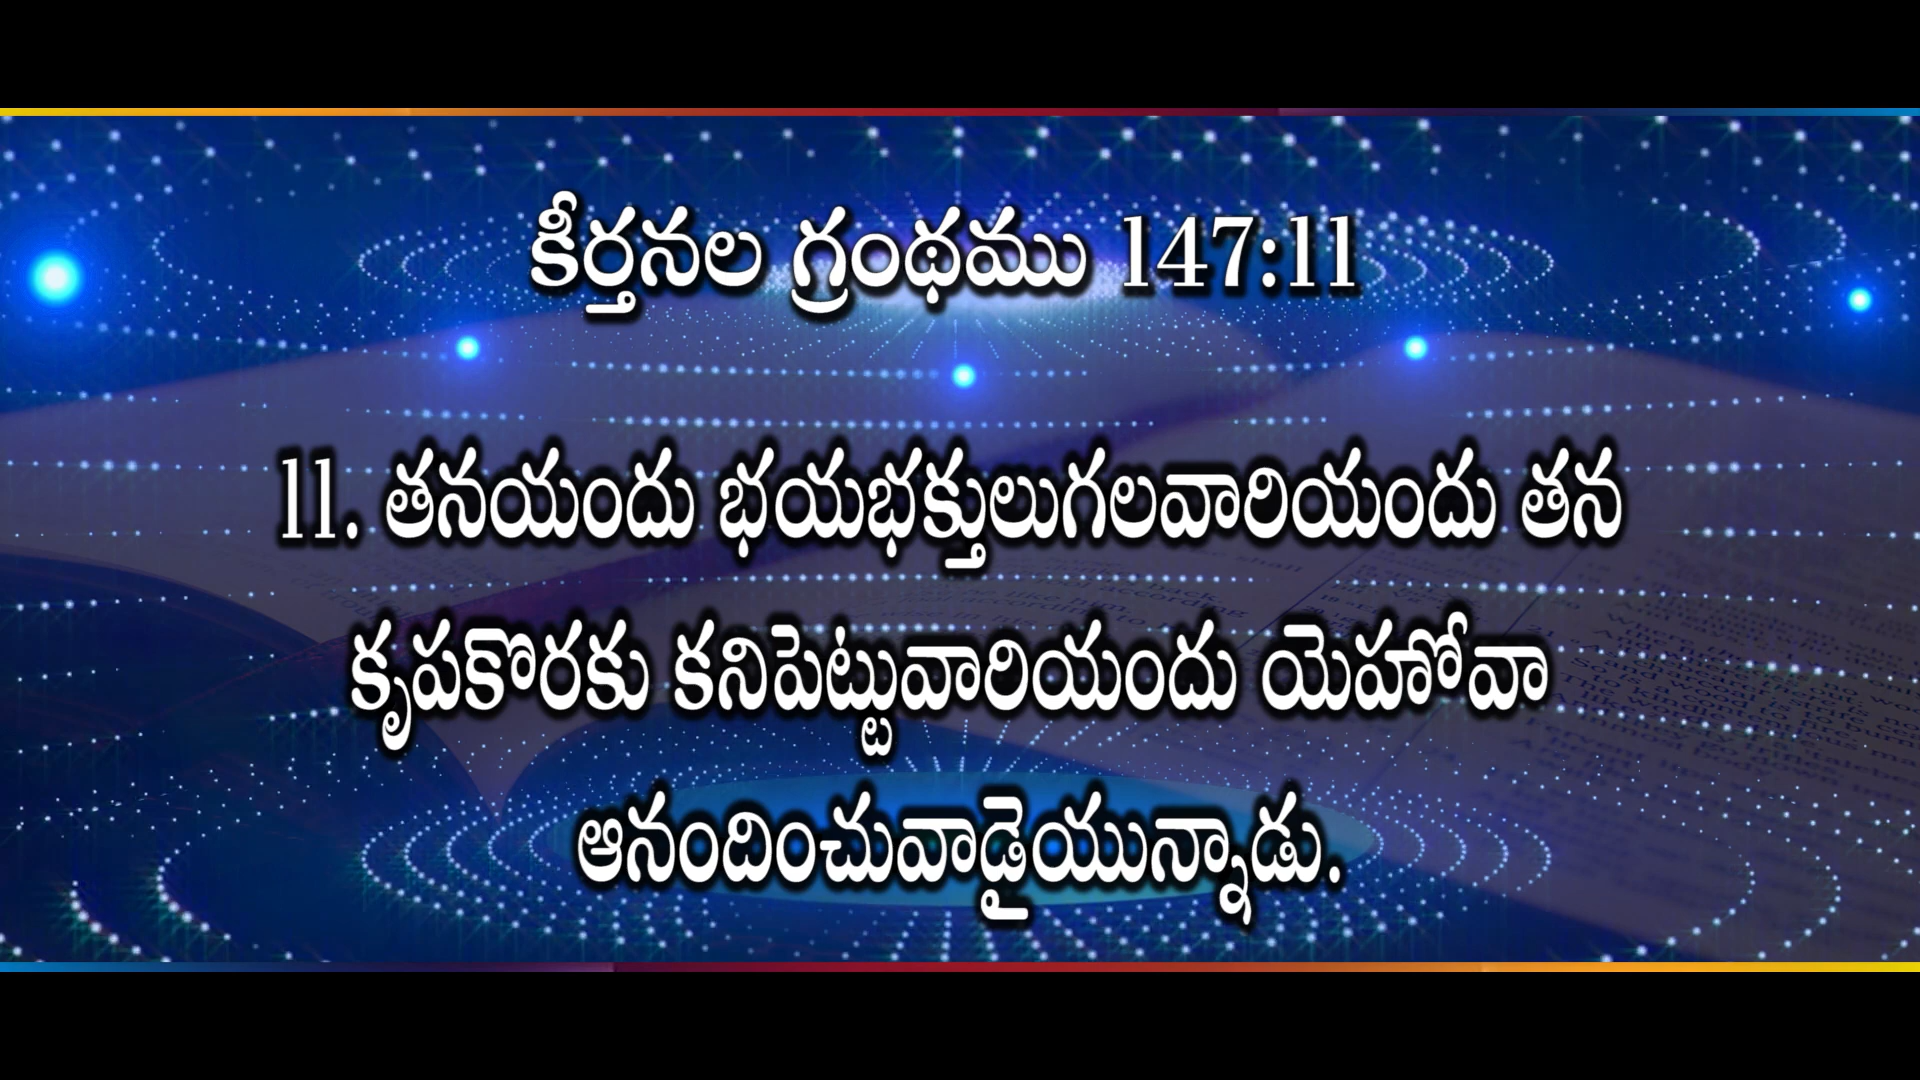 కీర్తనల గ్రంథము 147:11
11. తనయందు భయభక్తులుగలవారియందు తన
కృపకొరకు కనిపెట్టువారియందు యెహోవా
ఆనందించువాడైయున్నాడు.